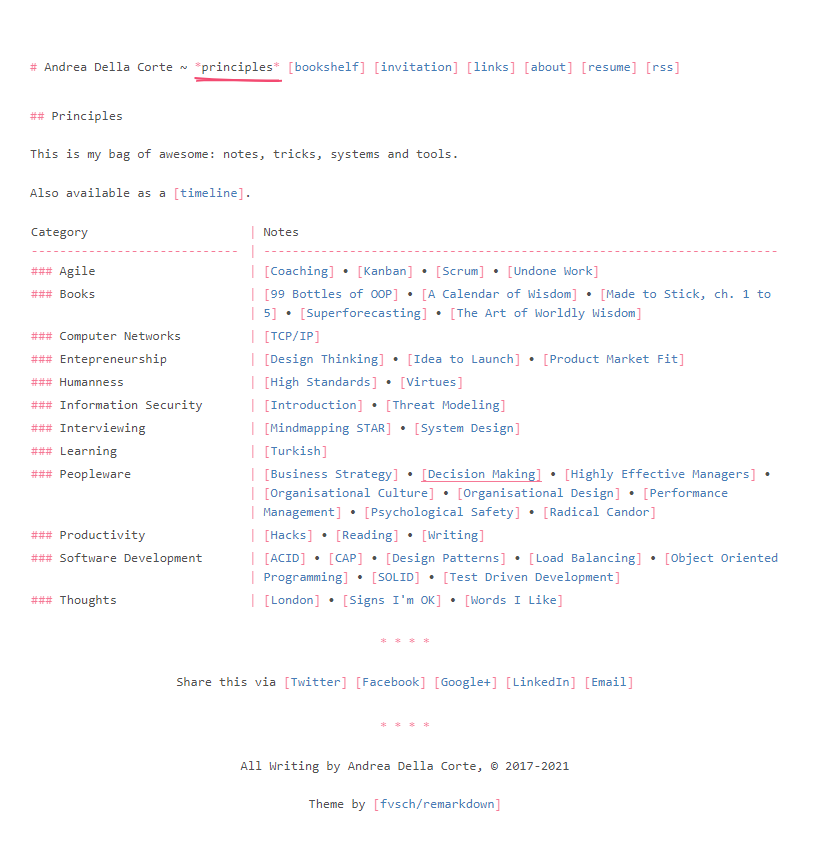 # Andrea Della Corte ~ *principles* [bookshelf] [invitation] [links] [about] [resume] [rss]
## Principles
This is my bag of awesome: notes, tricks, systems and tools.
Also available as a [timeline].
Category | Notes
----------------------------- | ------------------------------------------------------------------------
### Agile | [Coaching] • [Kanban] • [Scrum] • [Undone Work]
### Books | [99 Bottles of OOP] • [A Calendar of Wisdom] • [Made to Stick, ch. 1 to
| 5] • [Superforecasting] • [The Art of Worldly Wisdom]
### Computer Networks | [TCP/IP]
### Entepreneurship | [Design Thinking] • [Idea to Launch] • [Product Market Fit]
### Humanness | [High Standards] • [Virtues]
### Information Security | [Introduction] • [Threat Modeling]
### Interviewing | [Mindmapping STAR] • [System Design]
### Learning | [Turkish]
### Peopleware | [Business Strategy] • [Decision Making] • [Highly Effective Managers] •
| [Organisational Culture] • [Organisational Design] • [Performance
| Management] • [Psychological Safety] • [Radical Candor]
### Productivity | [Hacks] • [Reading] • [Writing]
### Software Development | [ACID] • [CAP] • [Design Patterns] • [Load Balancing] • [Object Oriented
| Programming] • [SOLID] • [Test Driven Development]
### Thoughts | [London] • [Signs I'm OK] • [Words I Like]
* * * *
Share this via [Twitter] [Facebook] [Google+] [LinkedIn] [Email]
* * * *
All Writing by Andrea Della Corte, © 2017-2021
Theme by [fvsch/remarkdown]